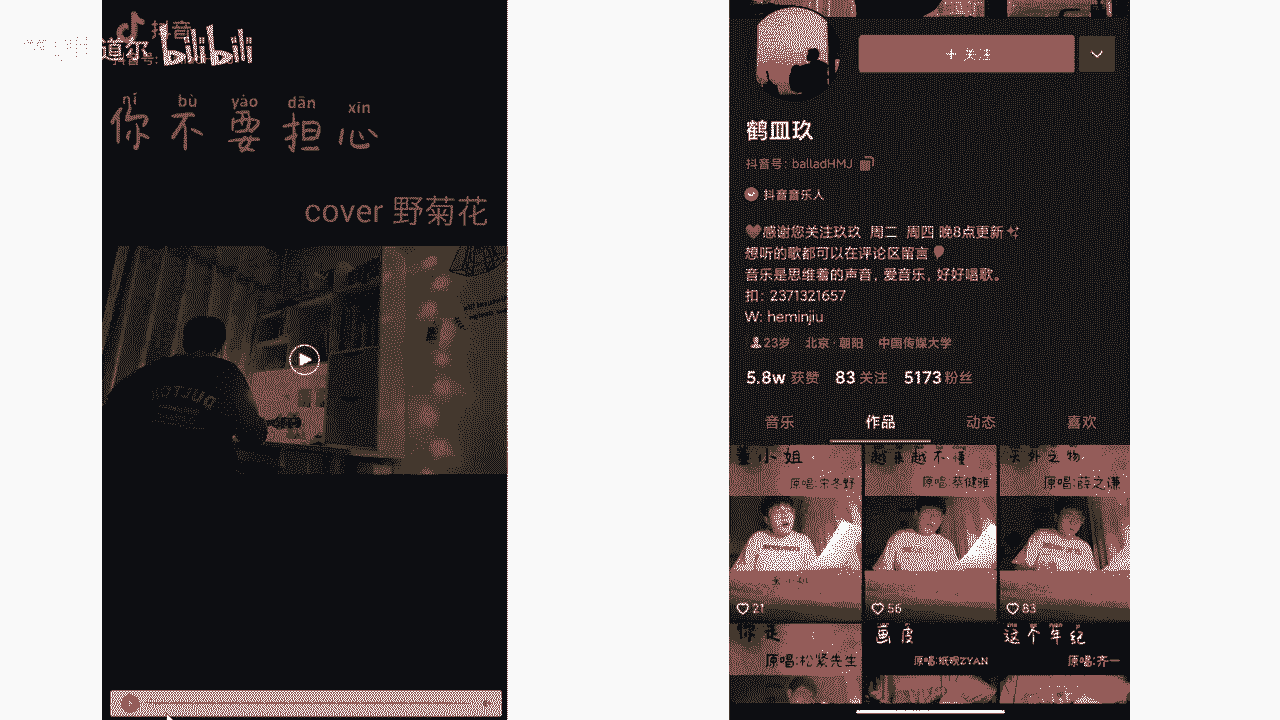 抖音
道尔
bilibili
抖音号:
nǐ bù yào dān xīn
你不要担心
cover 野菊花
+ 关注
鹤皿玖
抖音号: balladHMJ
抖音音乐人
感谢您关注玖玖 周二 周四 晚8点更新
想听的歌都可以在评论区留言
音乐是思维着的声音, 爱音乐, 好好唱歌。
扣: 2371321657
W: heminjiu
23岁 北京·朝阳 中国传媒大学
5.8w 获赞 83 关注 5173 粉丝
音乐 作品 动态 喜欢
董小姐 越来越不懂 天外之物
原唱:宋冬野 原唱:蔡健雅 原唱:薛之谦
21 56 83
你是 画皮 这个年纪
原唱:松紧先生 原唱:纸砚ZYAN 原唱:齐一